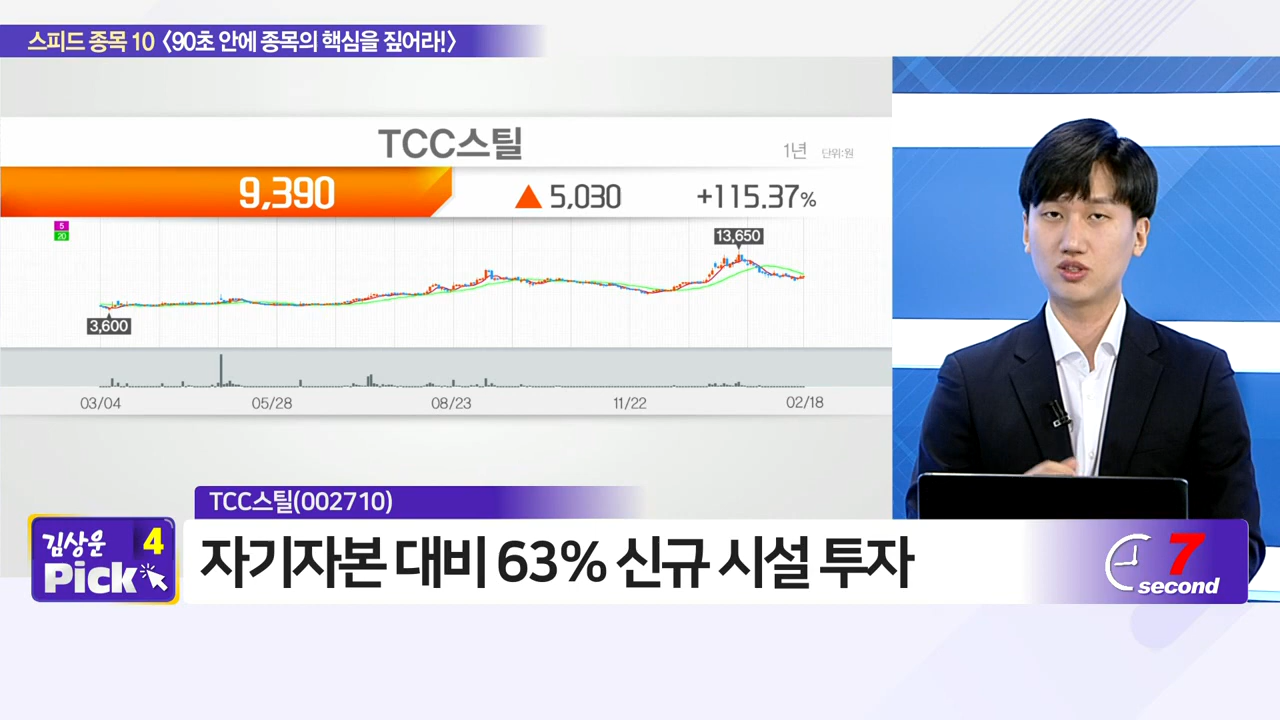 스피드 종목 10 〈90초 안에 종목의 핵심을 짚어라!〉
TCC스틸
1년 단위:원
9,390 ▲ 5,030 +115.37%
5
20
13,650
3,600
03/04 05/28 08/23 11/22 02/18
TCC스틸(002710)
김상운 4
Pick
자기자본 대비 63% 신규 시설 투자
7
second